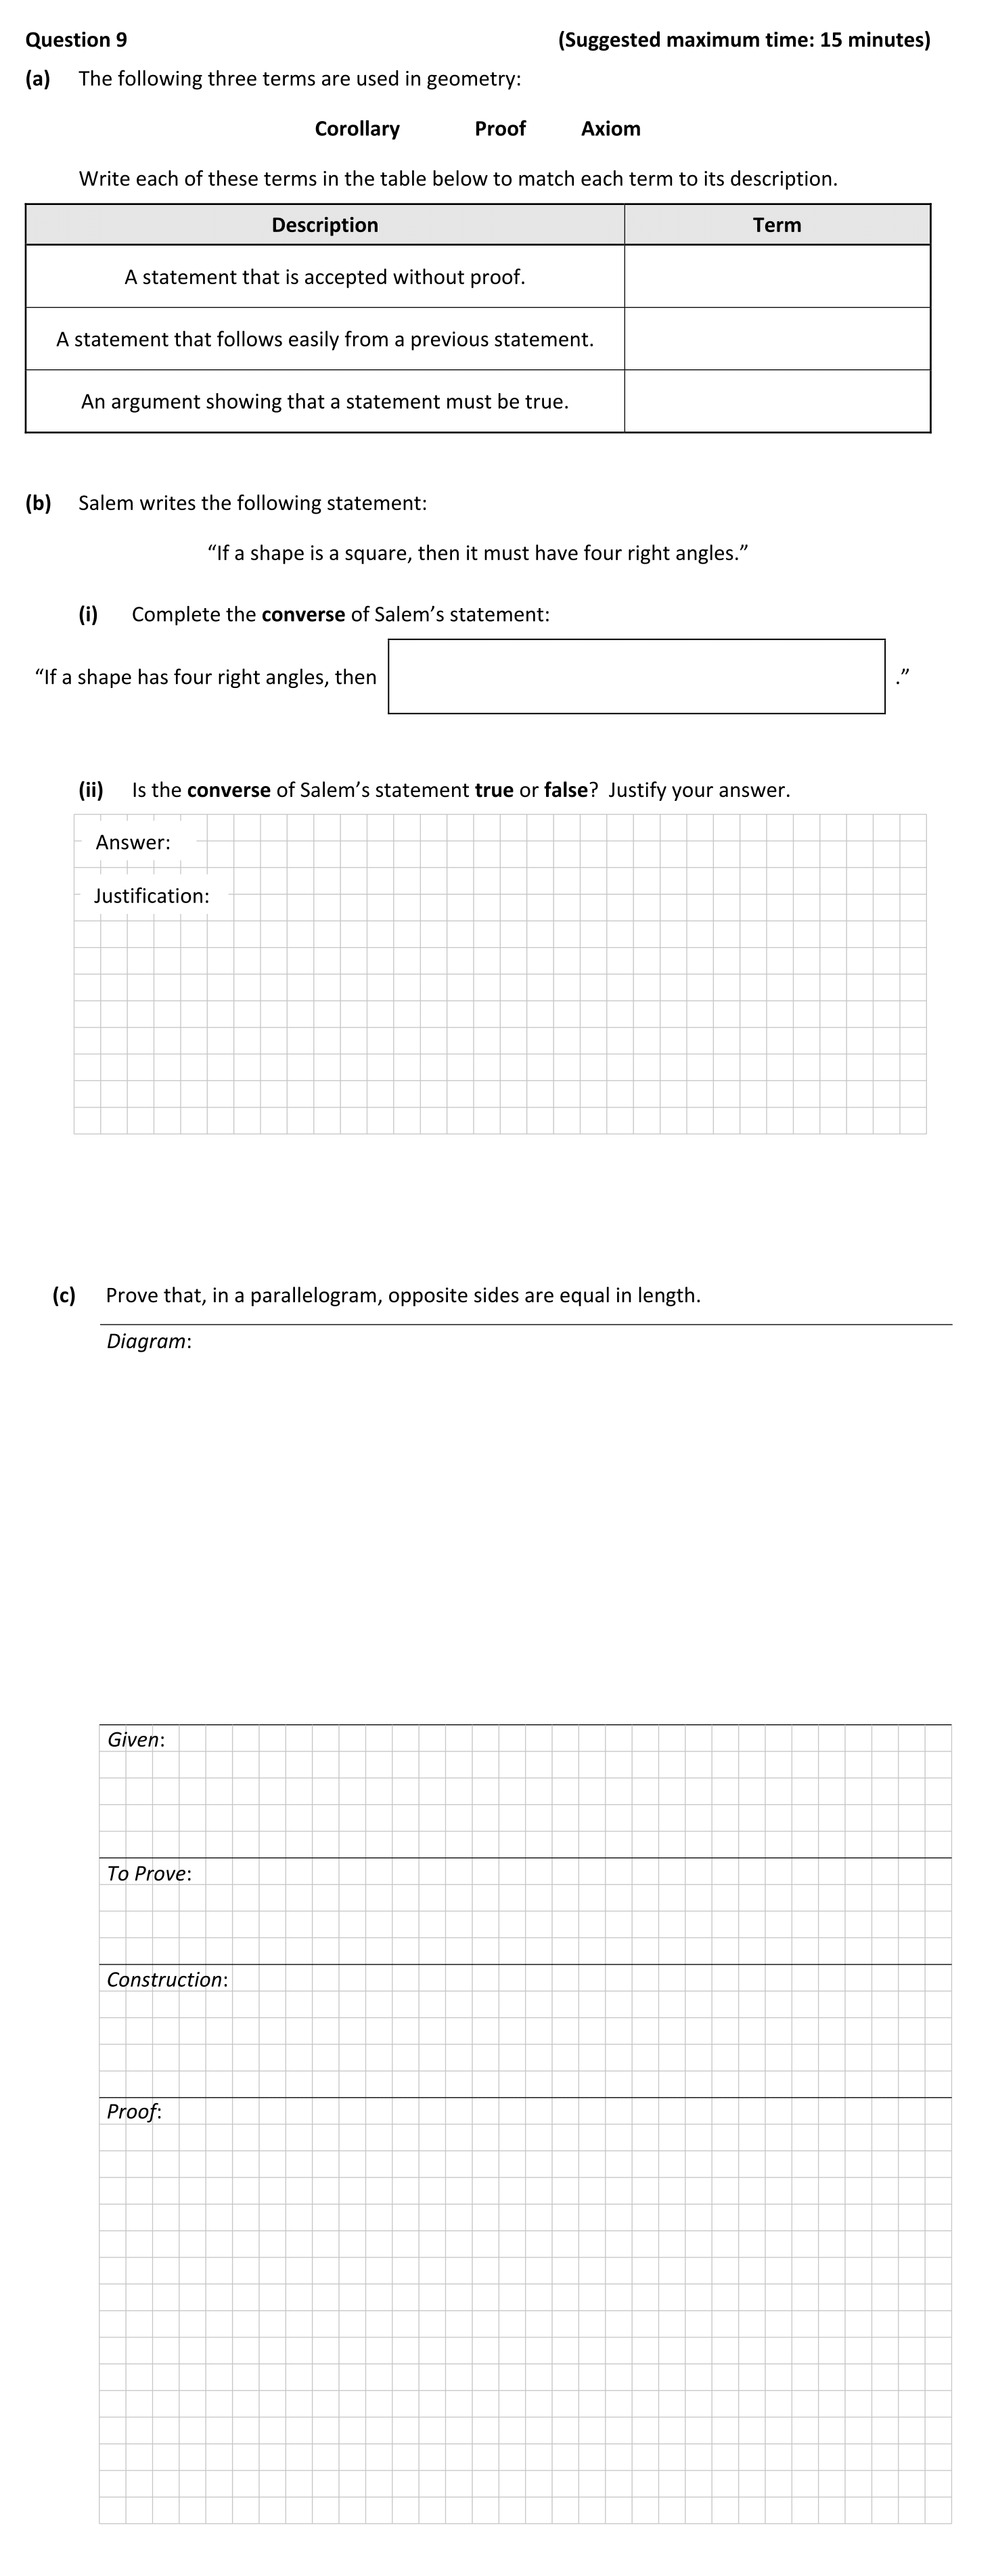 Question 9 (Suggested maximum time: 15 minutes)
(a) The following three terms are used in geometry:
Corollary Proof Axiom
Write each of these terms in the table below to match each term to its description.
Description Term
A statement that is accepted without proof.
A statement that follows easily from a previous statement.
An argument showing that a statement must be true.
(b) Salem writes the following statement:
“If a shape is a square, then it must have four right angles.”
(i) Complete the converse of Salem’s statement:
“If a shape has four right angles, then .”
(ii) Is the converse of Salem’s statement true or false? Justify your answer.
Answer:
Justification:
(c) Prove that, in a parallelogram, opposite sides are equal in length.
Diagram:
Given:
To Prove:
Construction:
Proof: